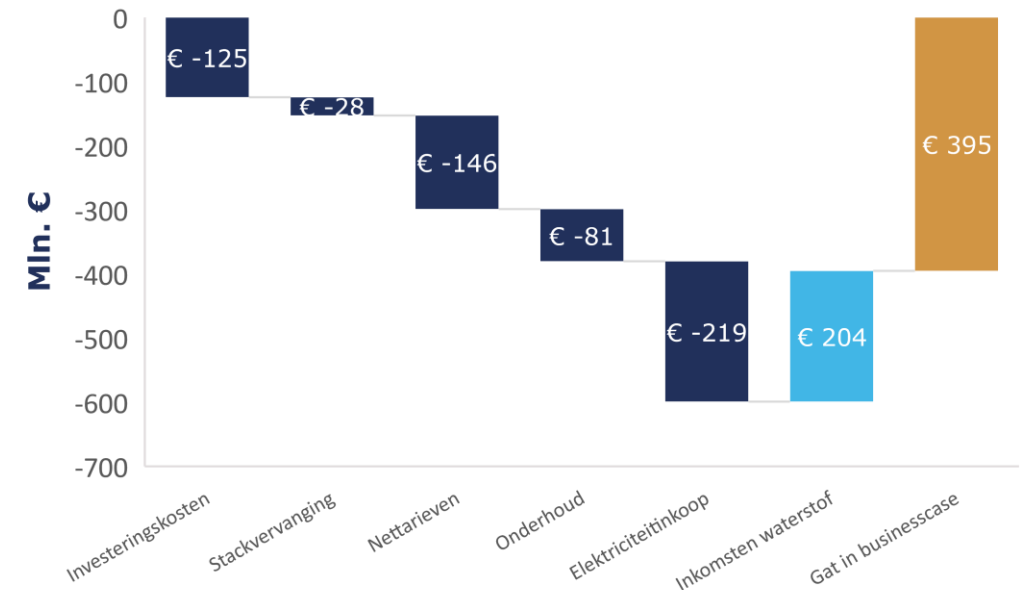 Mln. €
0
-100
-200
-300
-400
-500
-600
-700
€ -125
€ -28
€ -146
€ -81
€ -219
€ 204
€ 395
Investeringskosten
Stackvervanging
Nettarieven
Onderhoud
Elektriciteitinkoop
Inkomsten waterstof
Gat in businesscase